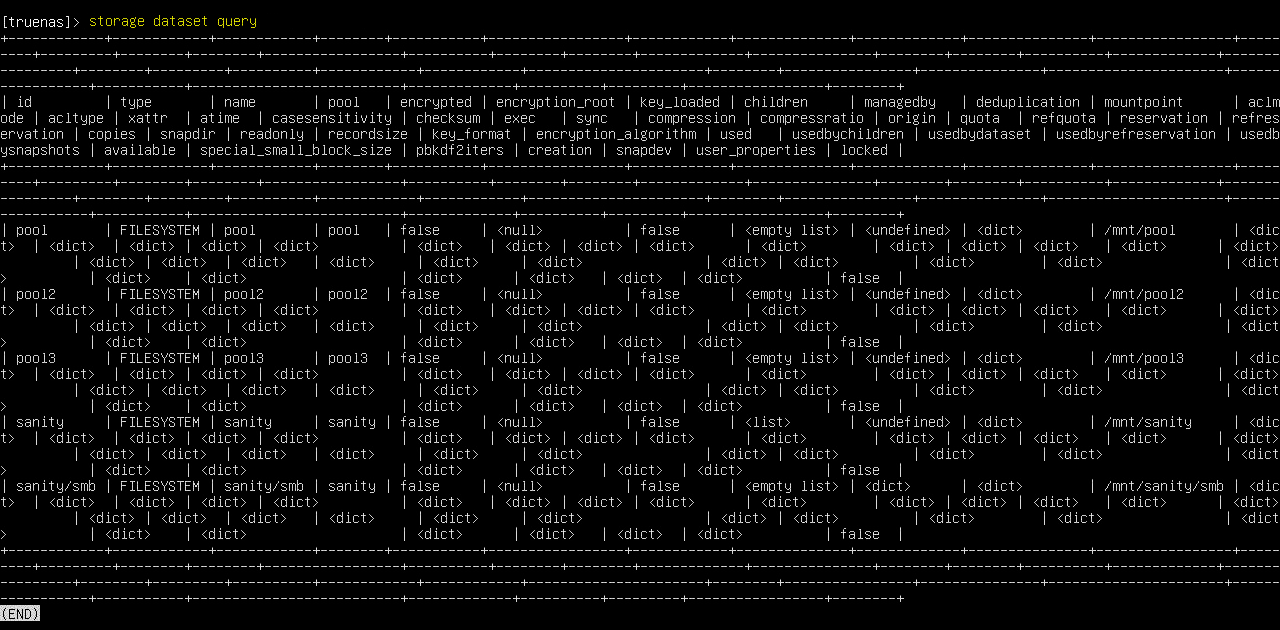 [truenas]> storage dataset query
+------------+------------+------------+--------+-----------+-----------------+------------+--------------+-------------+---------------+-----------------+-----
----+---------+---------+--------+-----------------+----------+-------+--------+-------------+---------------+--------+--------+----------+-------------+------
---------+--------+---------+----------+------------+------------+----------------------+--------+----------------+---------------+----------------------+-----
-----------+-----------+--------------------------+-------------+----------+---------+-----------------+--------+
| id         | type       | name       | pool   | encrypted | encryption_root | key_loaded | children     | managedby   | deduplication | mountpoint      | aclm
ode | acltype | xattr | atime  | casesensitivity | checksum | exec   | sync   | compression | compressratio | origin | quota  | refquota | reservation | refres
ervation | copies | snapdir | readonly | recordsize | key_format | encryption_algorithm | used   | usedbychildren | usedbydataset | usedbyrefreservation | usedb
ysnapshots | available | special_small_block_size | pbkdf2iters | creation | snapdev | user_properties | locked |
+------------+------------+------------+--------+-----------+-----------------+------------+--------------+-------------+---------------+-----------------+-----
----+---------+---------+--------+-----------------+----------+-------+--------+-------------+---------------+--------+--------+----------+-------------+------
---------+--------+---------+----------+------------+------------+----------------------+--------+----------------+---------------+----------------------+-----
-----------+-----------+--------------------------+-------------+----------+---------+-----------------+--------+
| pool       | FILESYSTEM | pool       | pool   | false     | <null>          | false      | <empty list> | <undefined> | <dict>        | /mnt/pool       | <dic
t>  | <dict>  | <dict> | <dict> | <dict>          | <dict>   | <dict> | <dict> | <dict>      | <dict>        | <dict> | <dict> | <dict>   | <dict>      | <dict>
         | <dict> | <dict>  | <dict>   | <dict>     | <dict>     | <dict>               | <dict> | <dict>         | <dict>        | <dict>               | <dict
>          | <dict>    | <dict>                   | <dict>      | <dict>   | <dict>  | <dict>          | false  |
| pool2      | FILESYSTEM | pool2      | pool2  | false     | <null>          | false      | <empty list> | <undefined> | <dict>        | /mnt/pool2      | <dic
t>  | <dict>  | <dict> | <dict> | <dict>          | <dict>   | <dict> | <dict> | <dict>      | <dict>        | <dict> | <dict> | <dict>   | <dict>      | <dict>
         | <dict> | <dict>  | <dict>   | <dict>     | <dict>     | <dict>               | <dict> | <dict>         | <dict>        | <dict>               | <dict
>          | <dict>    | <dict>                   | <dict>      | <dict>   | <dict>  | <dict>          | false  |
| pool3      | FILESYSTEM | pool3      | pool3  | false     | <null>          | false      | <empty list> | <undefined> | <dict>        | /mnt/pool3      | <dic
t>  | <dict>  | <dict> | <dict> | <dict>          | <dict>   | <dict> | <dict> | <dict>      | <dict>        | <dict> | <dict> | <dict>   | <dict>      | <dict>
         | <dict> | <dict>  | <dict>   | <dict>     | <dict>     | <dict>               | <dict> | <dict>         | <dict>        | <dict>               | <dict
>          | <dict>    | <dict>                   | <dict>      | <dict>   | <dict>  | <dict>          | false  |
| sanity     | FILESYSTEM | sanity     | sanity | false     | <null>          | false      | <list>       | <undefined> | <dict>        | /mnt/sanity     | <dic
t>  | <dict>  | <dict> | <dict> | <dict>          | <dict>   | <dict> | <dict> | <dict>      | <dict>        | <dict> | <dict> | <dict>   | <dict>      | <dict>
         | <dict> | <dict>  | <dict>   | <dict>     | <dict>     | <dict>               | <dict> | <dict>         | <dict>        | <dict>               | <dict
>          | <dict>    | <dict>                   | <dict>      | <dict>   | <dict>  | <dict>          | false  |
| sanity/smb | FILESYSTEM | sanity/smb | sanity | false     | <null>          | false      | <empty list> | <dict>      | <dict>        | /mnt/sanity/smb | <dic
t>  | <dict>  | <dict> | <dict> | <dict>          | <dict>   | <dict> | <dict> | <dict>      | <dict>        | <dict> | <dict> | <dict>   | <dict>      | <dict>
         | <dict> | <dict>  | <dict>   | <dict>     | <dict>     | <dict>               | <dict> | <dict>         | <dict>        | <dict>               | <dict
>          | <dict>    | <dict>                   | <dict>      | <dict>   | <dict>  | <dict>          | false  |
+------------+------------+------------+--------+-----------+-----------------+------------+--------------+-------------+---------------+-----------------+-----
----+---------+---------+--------+-----------------+----------+-------+--------+-------------+---------------+--------+--------+----------+-------------+------
---------+--------+---------+----------+------------+------------+----------------------+--------+----------------+---------------+----------------------+-----
-----------+-----------+--------------------------+-------------+----------+---------+-----------------+--------+
(END)